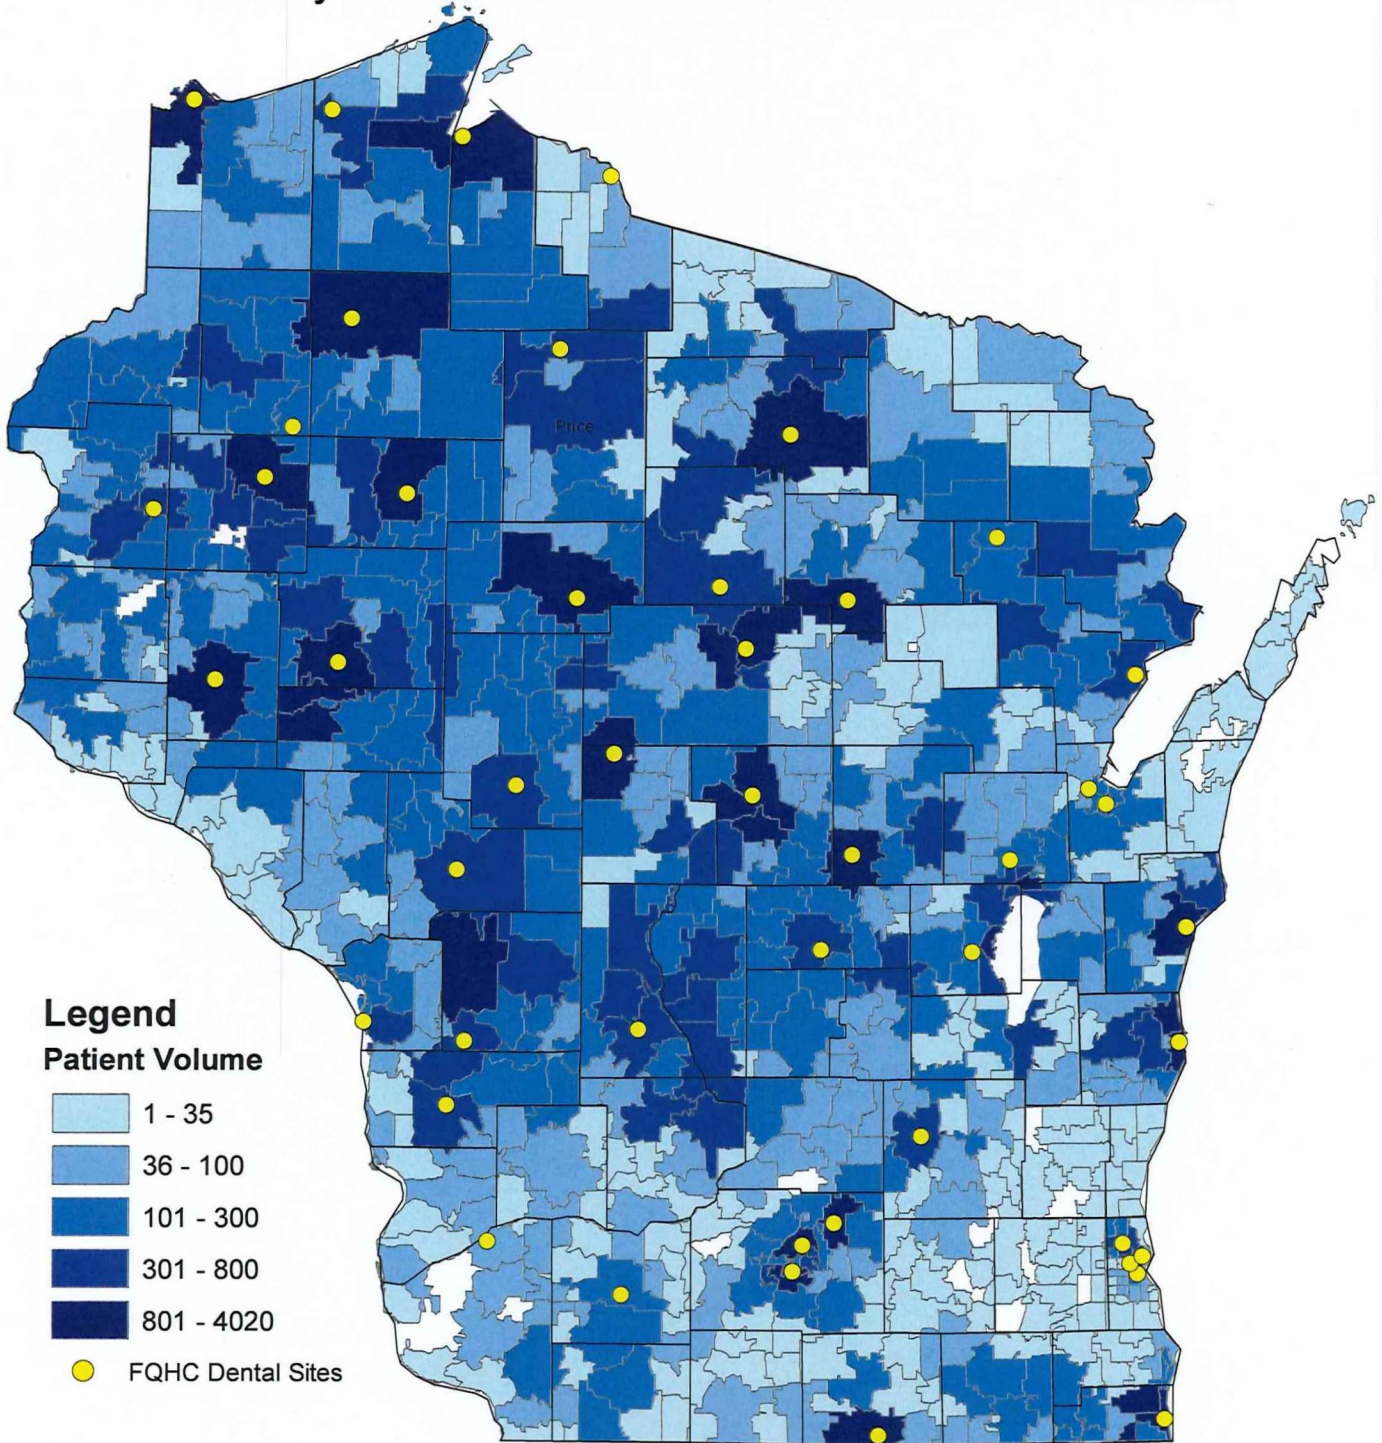 Price
Legend
Patient Volume
1 - 35
36 - 100
101 - 300
301 - 800
801 - 4020
FQHC Dental Sites